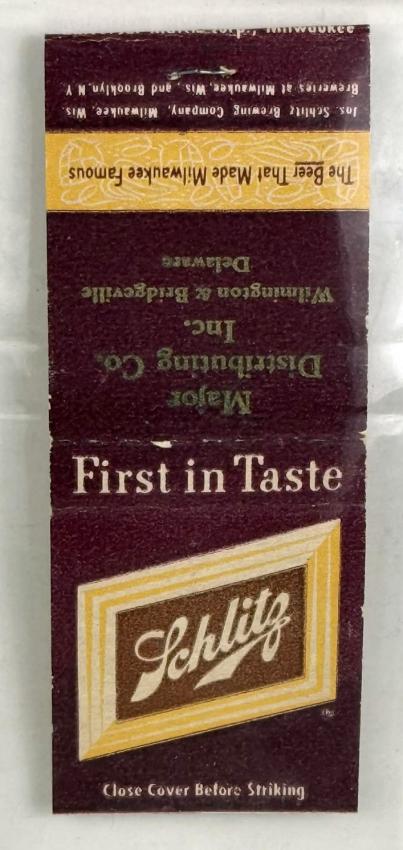 First in Taste
Schlitz
Close Cover Before Striking
Major
Distributing Co.
Inc.
Wilmington & Bridgeville
Delaware
The Beer That Made Milwaukee Famous
Jos. Schlitz Brewing Company, Milwaukee, Wis.
Breweries at Milwaukee, Wis., and Brooklyn, N.Y.
Milwaukee